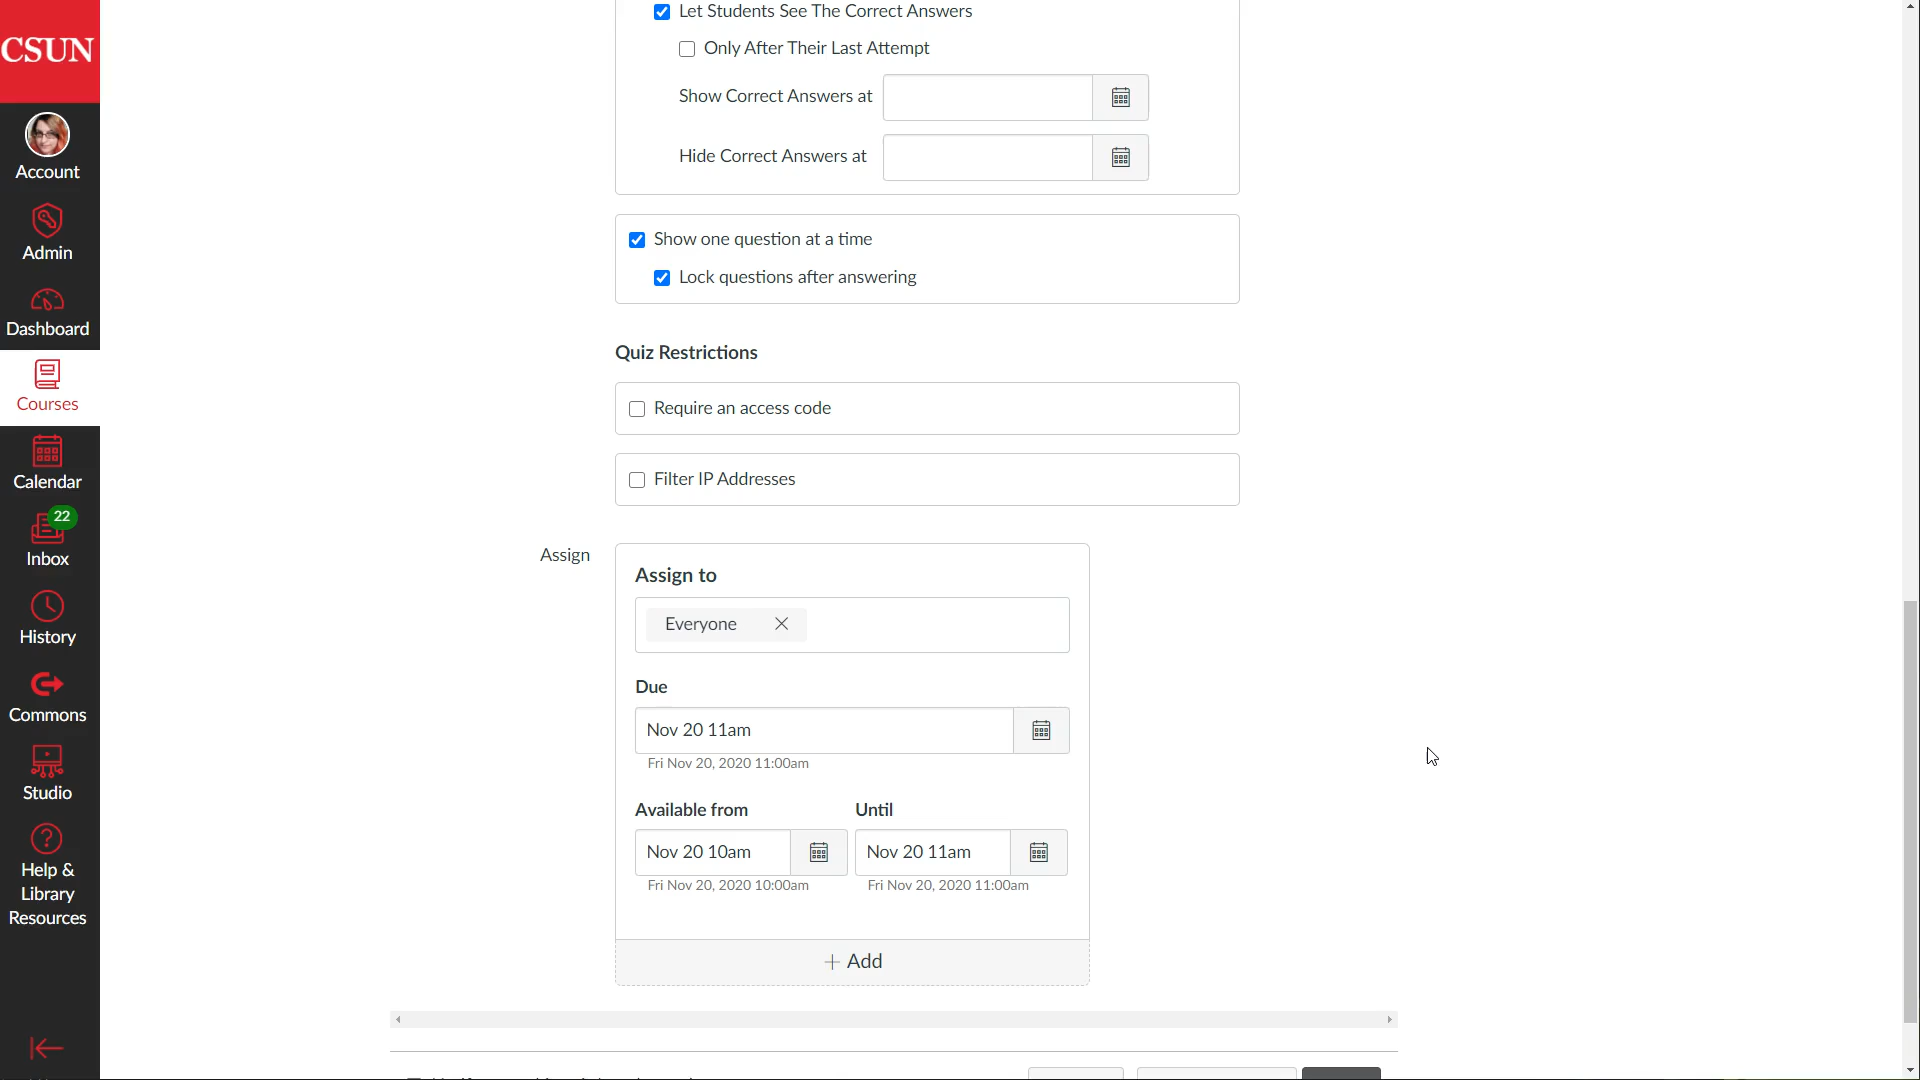 CSUN
Account
Admin
Dashboard
Courses
Calendar
22
Inbox
History
Commons
Studio
Help &
Library
Resources
Let Students See The Correct Answers
Only After Their Last Attempt
Show Correct Answers at
Hide Correct Answers at
Show one question at a time
Lock questions after answering
Quiz Restrictions
Require an access code
Filter IP Addresses
Assign
Assign to
Everyone
Due
Nov 20 11am
Fri Nov 20, 2020 11:00am
Available from Until
Nov 20 10am Nov 20 11am
Fri Nov 20, 2020 10:00am Fri Nov 20, 2020 11:00am
+ Add